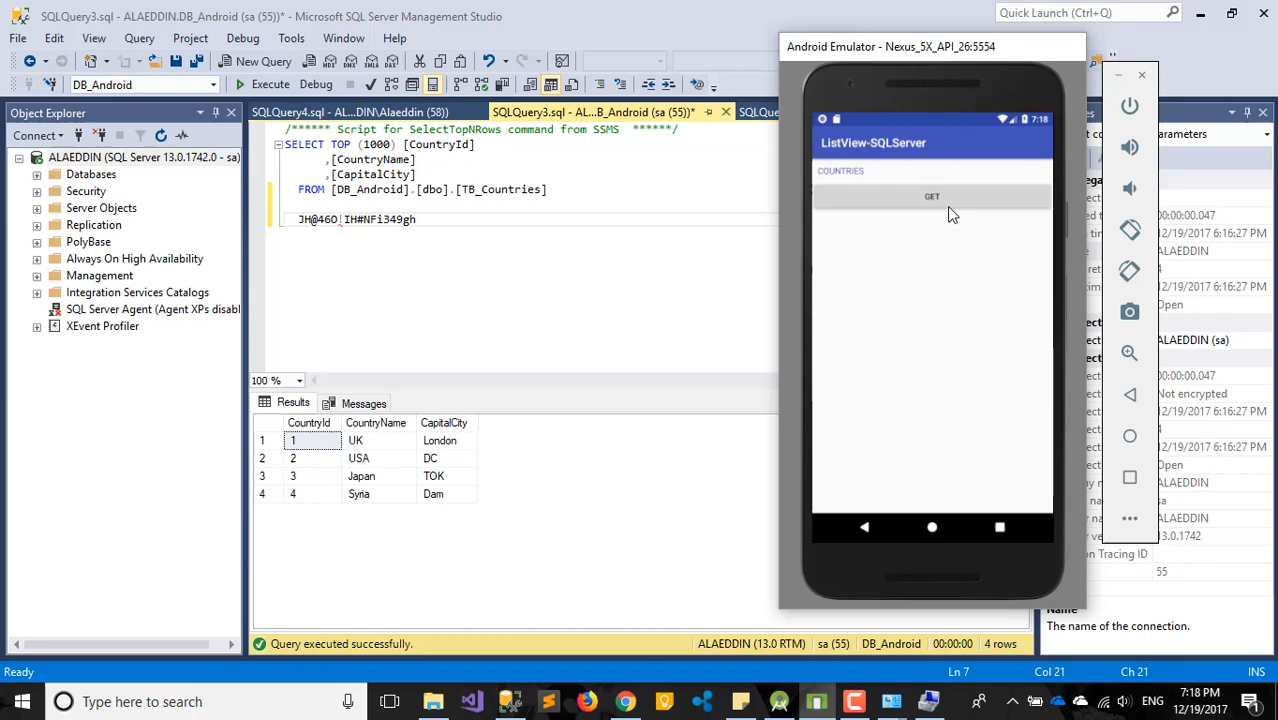 SQLQuery3.sql - ALAEDDIN.DB_Android (sa (55))* - Microsoft SQL Server Management Studio
Quick Launch (Ctrl+Q)
File Edit View Query Project Debug Tools Window Help
New Query
DB_Android
Execute Debug
Object Explorer
Connect
ALAEDDIN (SQL Server 13.0.1742.0 - sa)
Databases
Security
Server Objects
Replication
PolyBase
Always On High Availability
Management
Integration Services Catalogs
SQL Server Agent (Agent XPs disabl
XEvent Profiler
SQLQuery4.sql - AL...DIN\Alaeddin (58))
SQLQuery3.sql - AL...B_Android (sa (55))*
SQLQu
/****** Script for SelectTopNRows command from SSMS ******/
SELECT TOP (1000) [CountryId]
,[CountryName]
,[CapitalCity]
FROM [DB_Android].[dbo].[TB_Countries]
JH@46O!IH#NFi349gh
100 %
Results Messages
CountryId CountryName CapitalCity
1 1 UK London
2 2 USA DC
3 3 Japan TOK
4 4 Syria Dam
Query executed successfully.
ALAEDDIN (13.0 RTM) sa (55) DB_Android 00:00:00 4 rows
Android Emulator - Nexus_5X_API_26:5554
7:18
ListView-SQLServer
COUNTRIES
GET
arameters
00:00:00.047
12/19/2017 6:16:27 PM
ALAEDDIN
4
12/19/2017 6:16:27 PM
Open
ALAEDDIN (sa)
00:00:00.047
Not encrypted
12/19/2017 6:16:27 PM
4
12/19/2017 6:16:27 PM
Open
ALAEDDIN
sa
ALAEDDIN
13.0.1742
on Tracing ID
55
Name
The name of the connection.
Ready
Ln 7 Col 21 Ch 21 INS
Type here to search
ENG
7:18 PM
12/19/2017